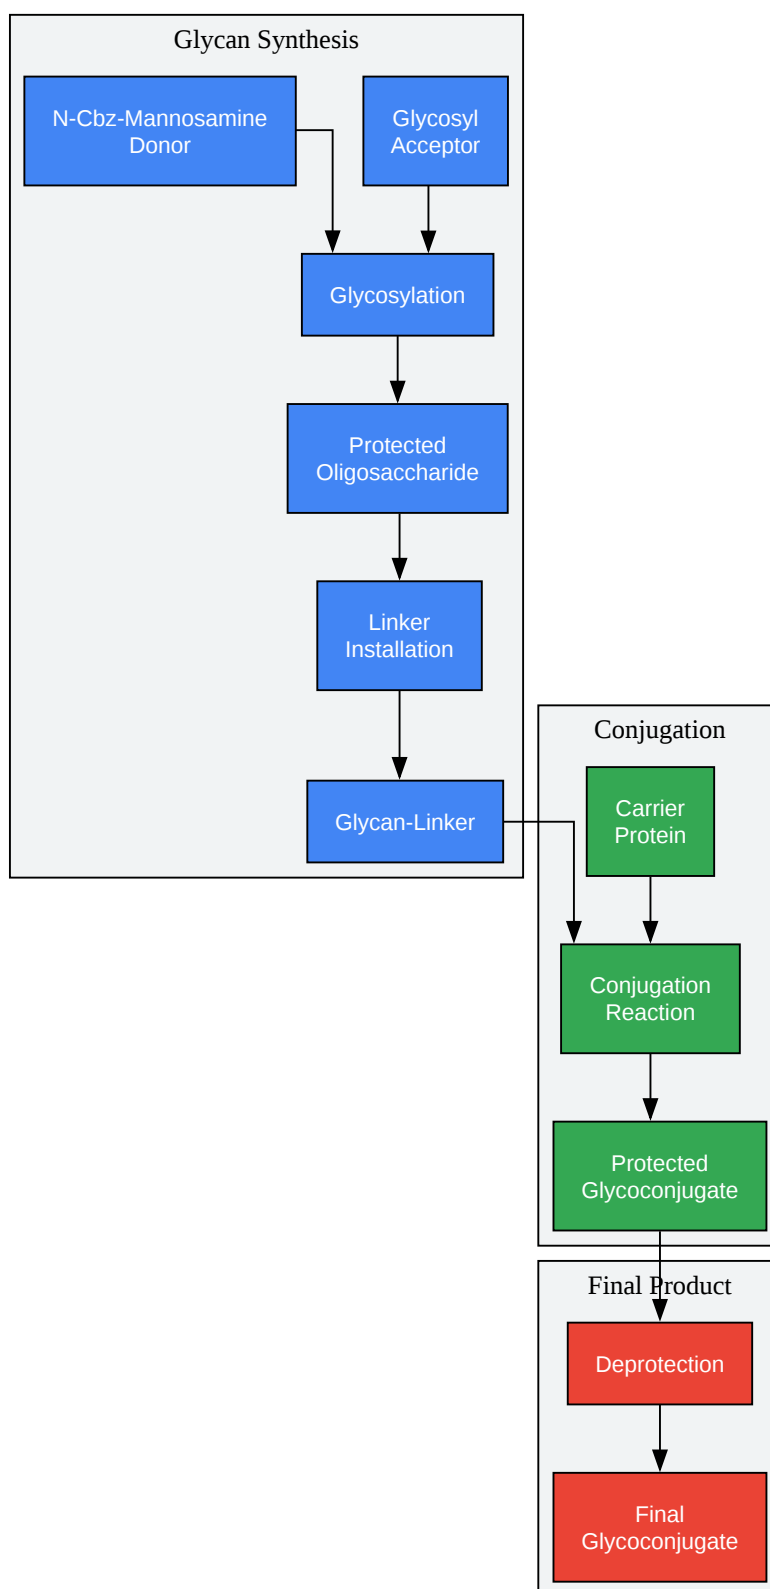 Glycan Synthesis
N-Cbz-Mannosamine
Donor
Glycosyl
Acceptor
Glycosylation
Protected
Oligosaccharide
Linker
Installation
Glycan-Linker
Conjugation
Carrier
Protein
Conjugation
Reaction
Protected
Glycoconjugate
Final Product
Deprotection
Final
Glycoconjugate